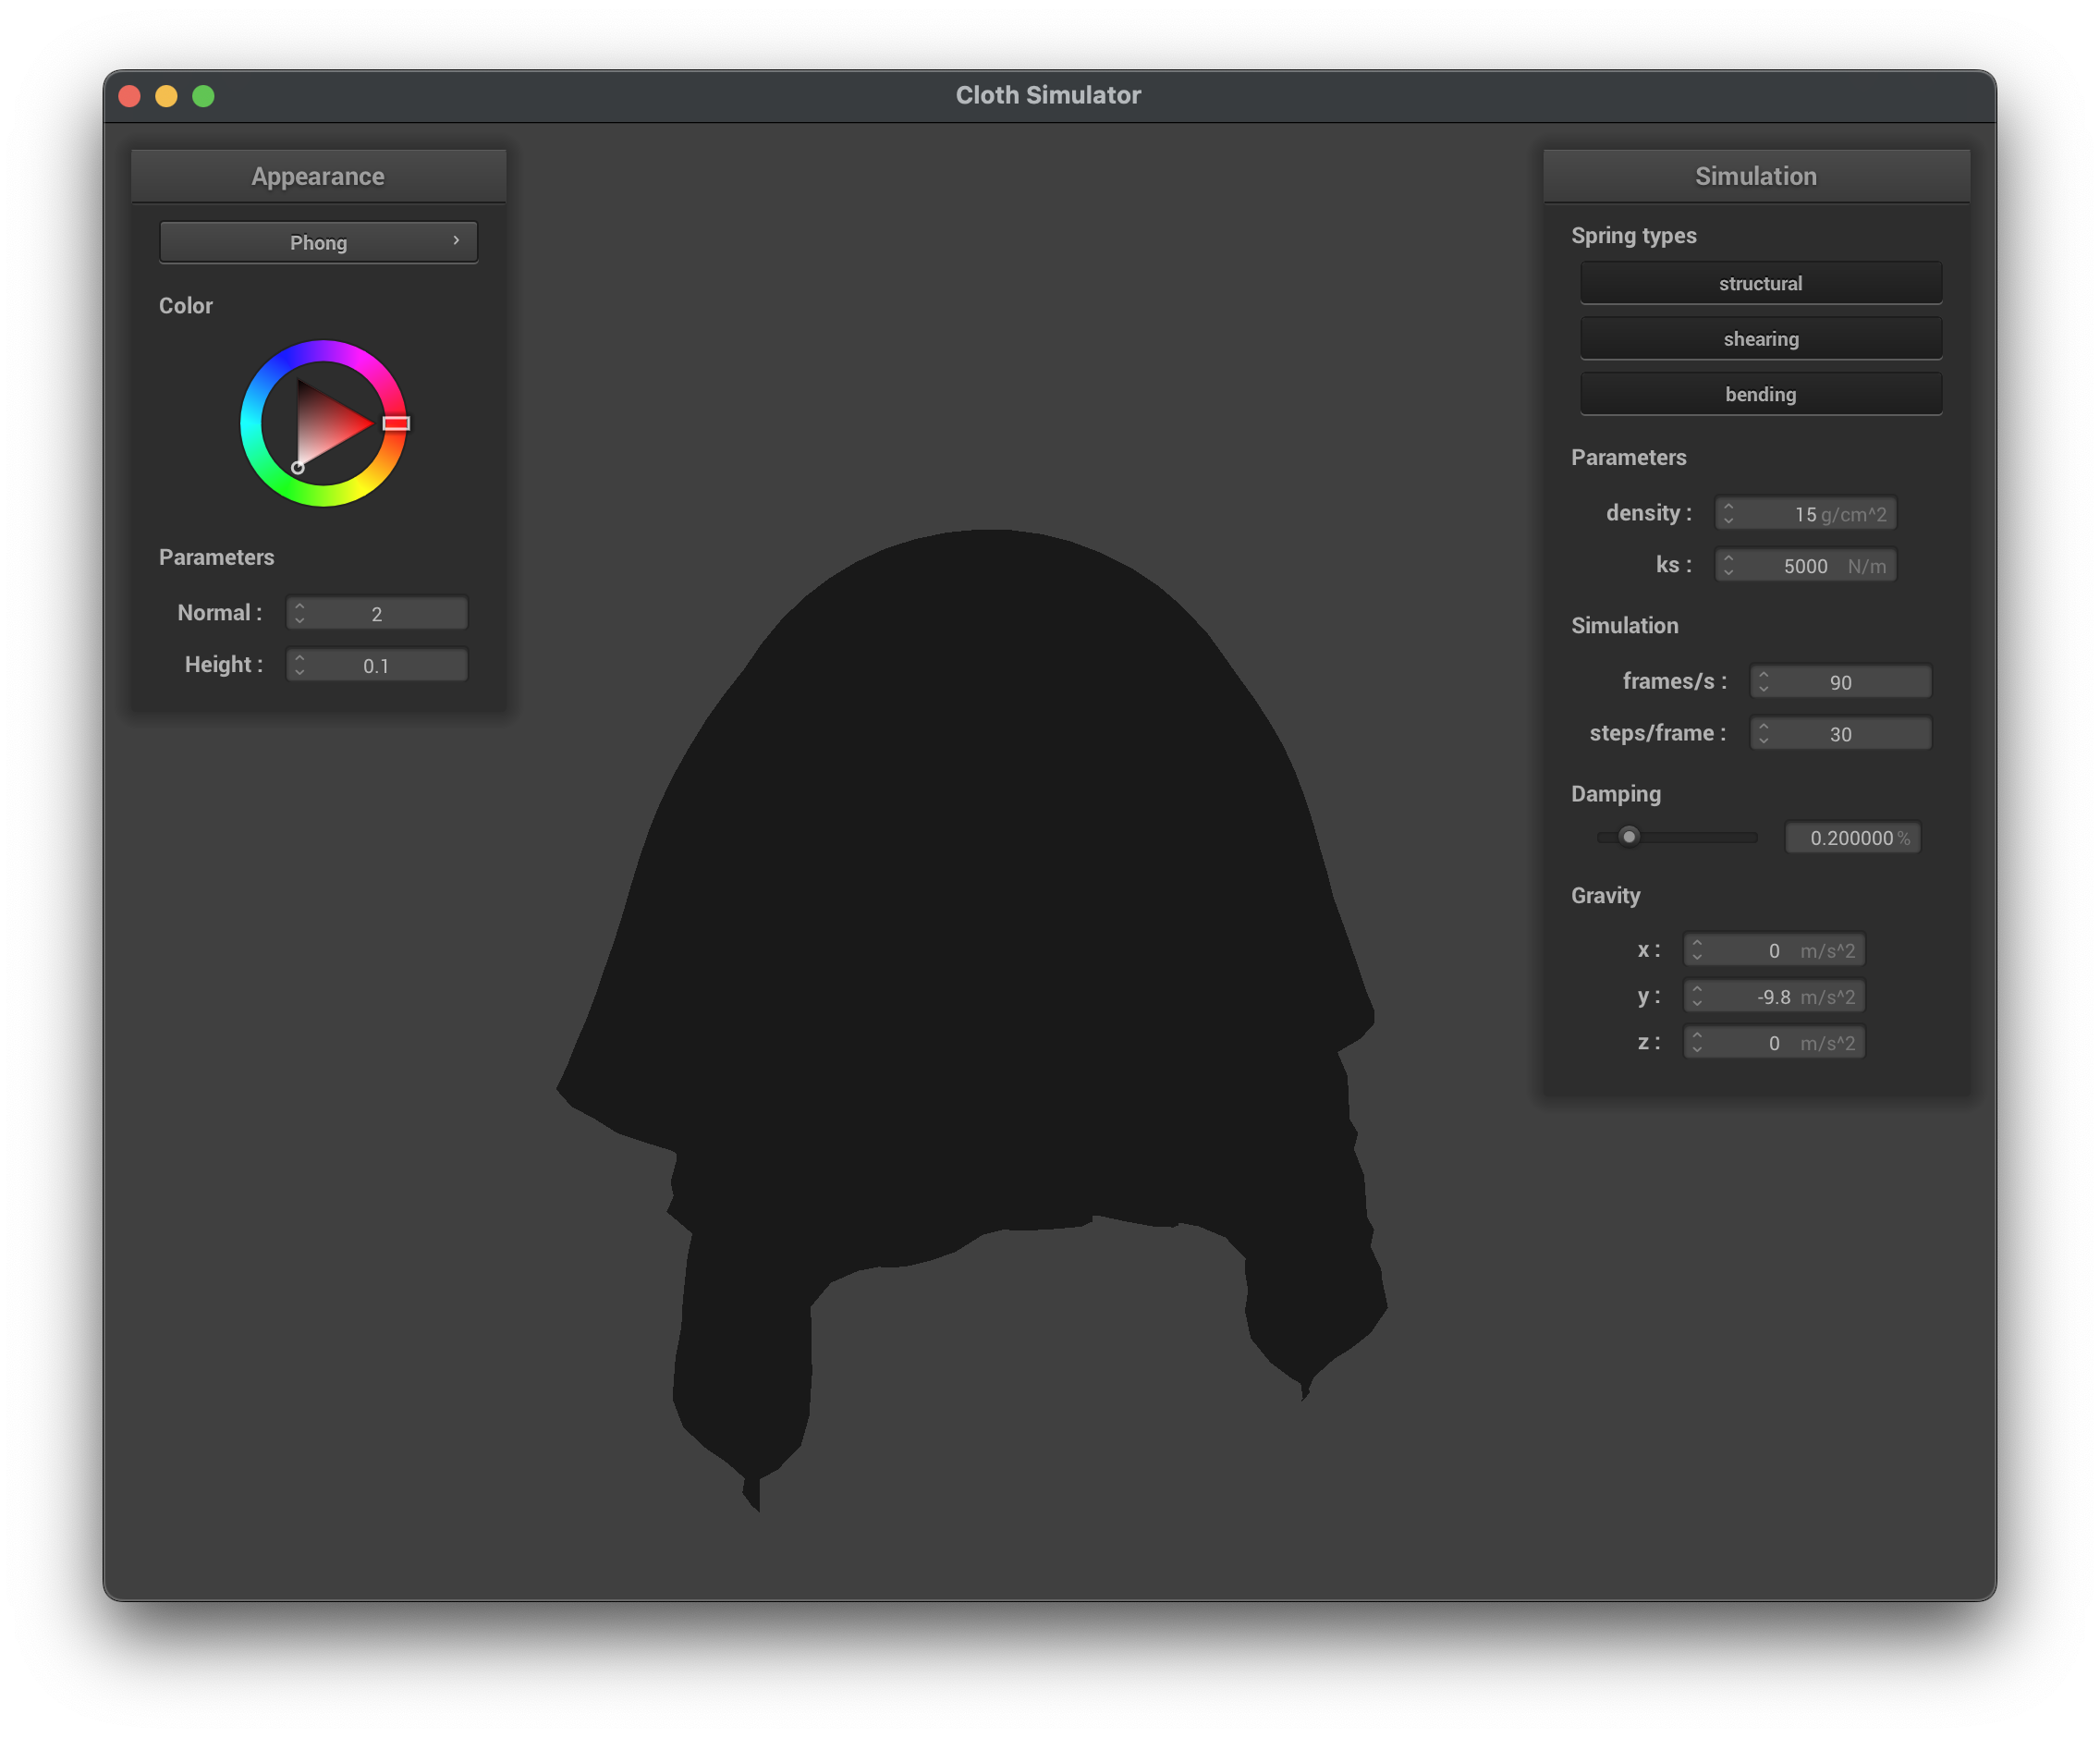 Cloth Simulator
Appearance
Phong
Color
Parameters
Normal : 2
Height : 0.1
Simulation
Spring types
structural
shearing
bending
Parameters
density : 15 g/cm^2
ks : 5000 N/m
Simulation
frames/s : 90
steps/frame : 30
Damping
0.200000 %
Gravity
x : 0 m/s^2
y : -9.8 m/s^2
z : 0 m/s^2